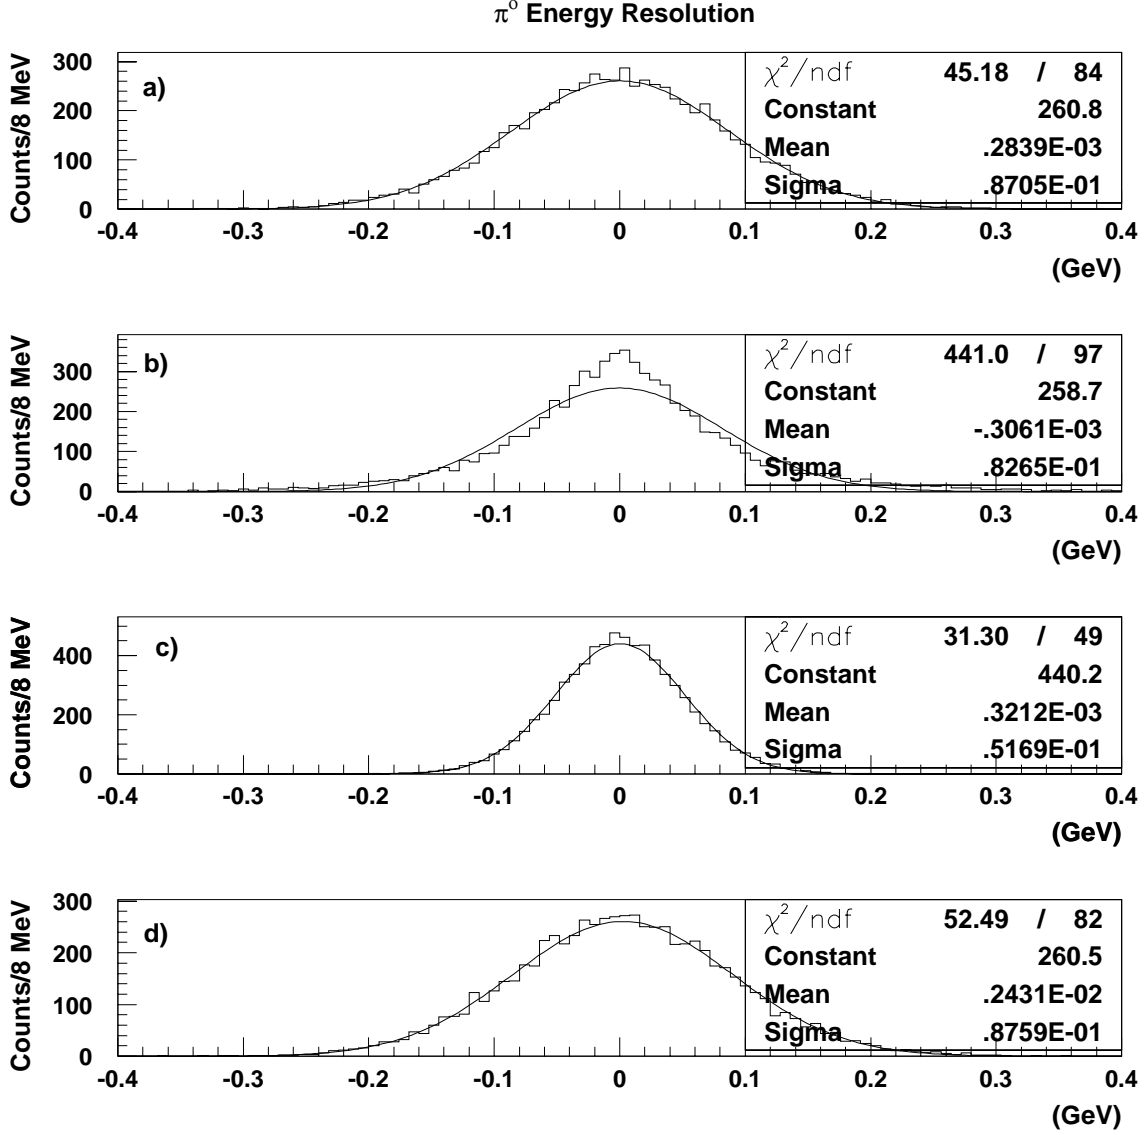 π° Energy Resolution
Counts/8 MeV
300
200
100
0
a)
χ²/ndf 45.18 / 84
Constant 260.8
Mean .2839E-03
Sigma .8705E-01
-0.4 -0.3 -0.2 -0.1 0 0.1 0.2 0.3 0.4
(GeV)
Counts/8 MeV
300
200
100
0
b)
χ²/ndf 441.0 / 97
Constant 258.7
Mean -.3061E-03
Sigma .8265E-01
-0.4 -0.3 -0.2 -0.1 0 0.1 0.2 0.3 0.4
(GeV)
Counts/8 MeV
400
200
0
c)
χ²/ndf 31.30 / 49
Constant 440.2
Mean .3212E-03
Sigma .5169E-01
-0.4 -0.3 -0.2 -0.1 0 0.1 0.2 0.3 0.4
(GeV)
Counts/8 MeV
300
200
100
0
d)
χ²/ndf 52.49 / 82
Constant 260.5
Mean .2431E-02
Sigma .8759E-01
-0.4 -0.3 -0.2 -0.1 0 0.1 0.2 0.3 0.4
(GeV)